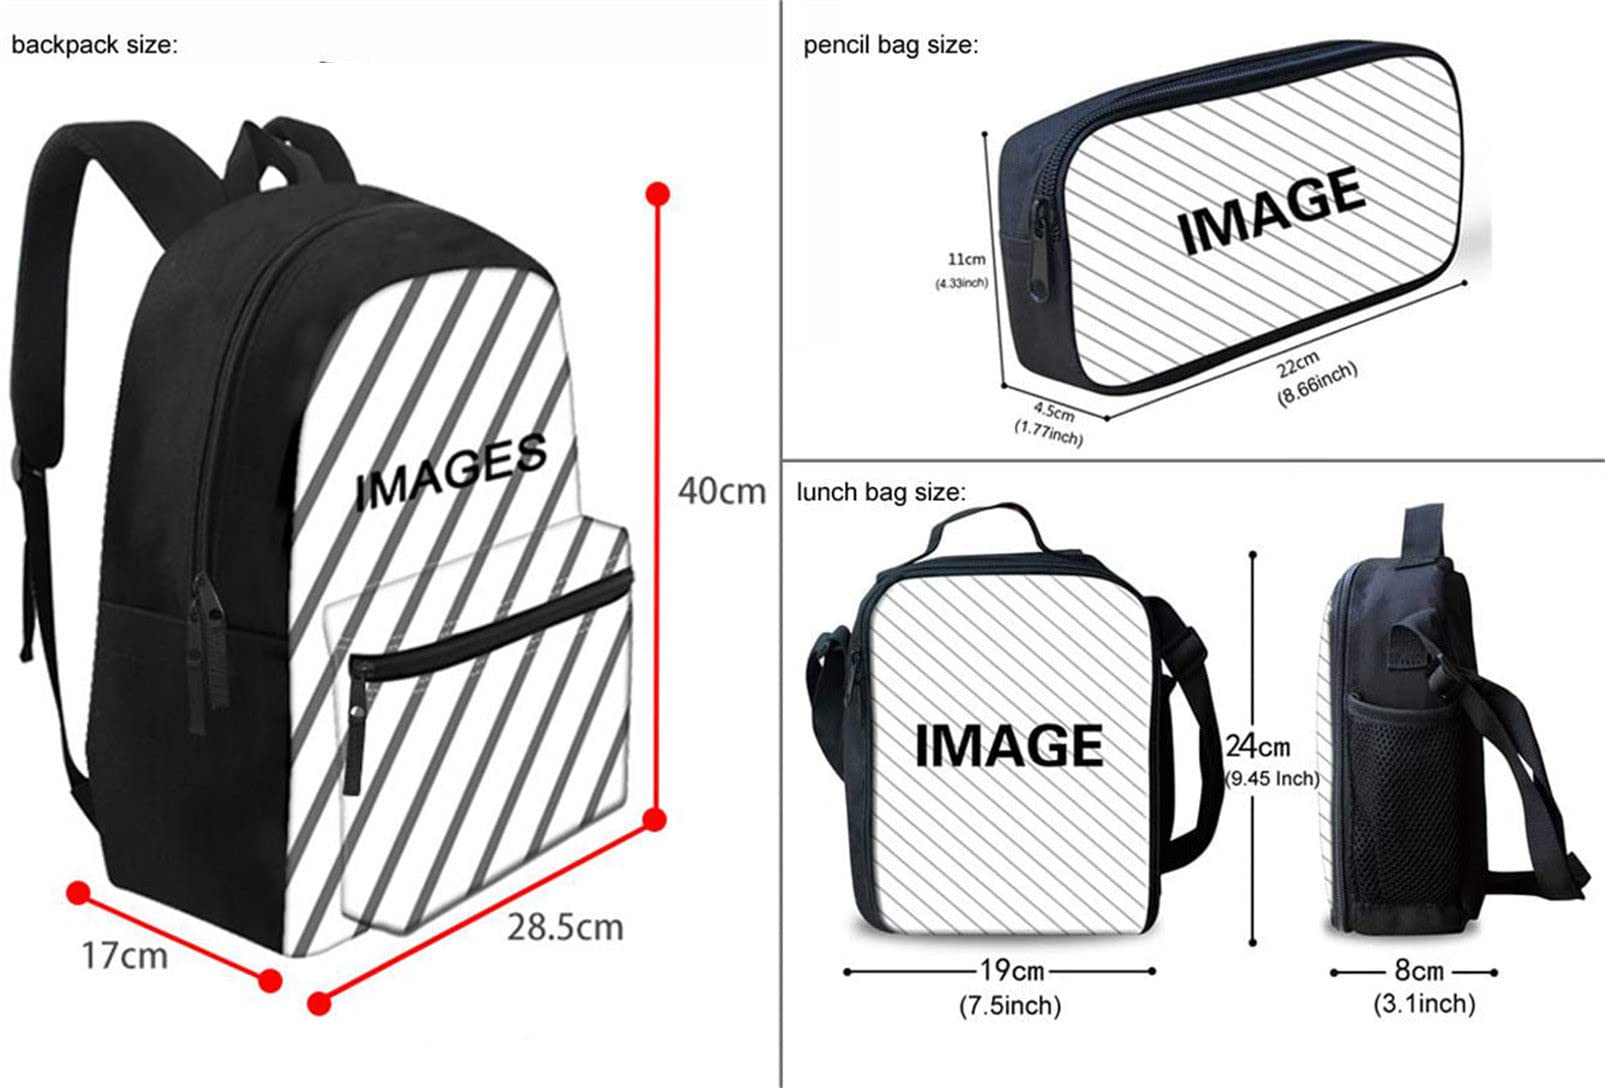 backpack size:
IMAGES
40cm
28.5cm
17cm
pencil bag size:
IMAGE
11cm
(4.33inch)
22cm
(8.66inch)
4.5cm
(1.77inch)
lunch bag size:
IMAGE
24cm
(9.45 Inch)
19cm
(7.5inch)
8cm
(3.1inch)